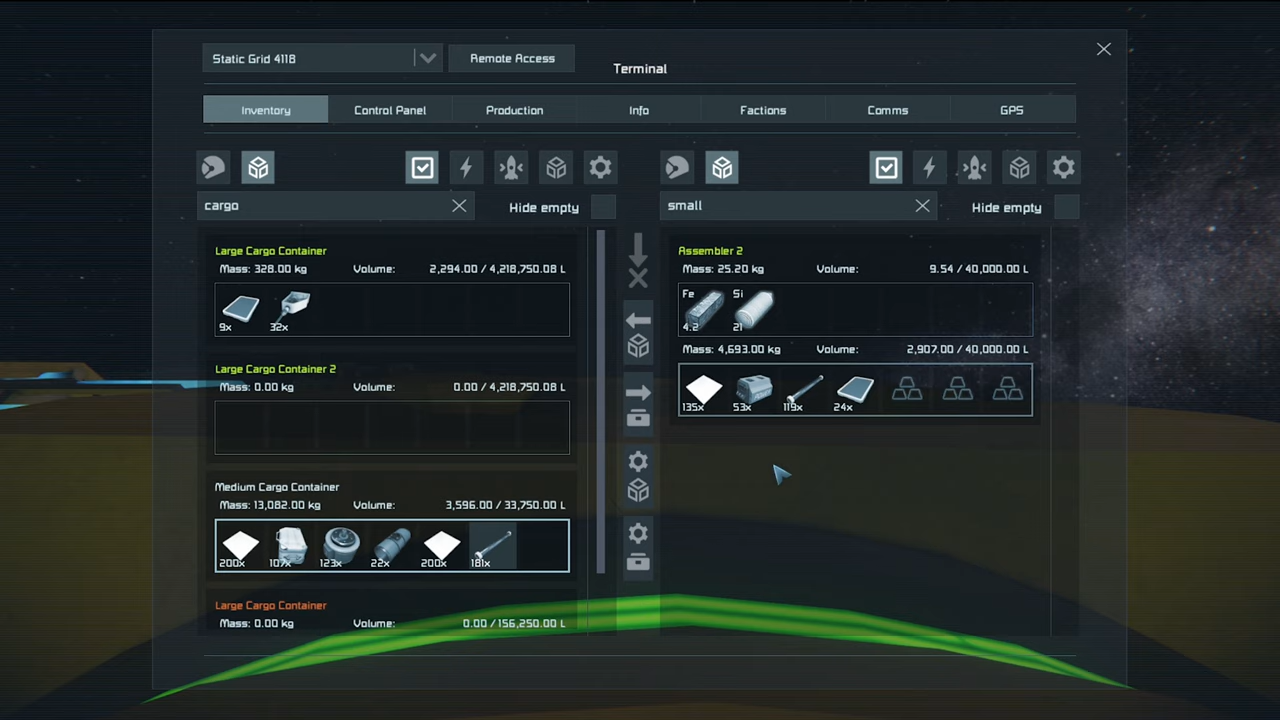 Static Grid 4118
Remote Access
Terminal
Inventory
Control Panel
Production
Info
Factions
Comms
GPS
cargo
Hide empty
small
Hide empty
Large Cargo Container
Mass: 328.00 kg
Volume:
2,294.00 / 4,218,750.08 L
9x
32x
Large Cargo Container 2
Mass: 0.00 kg
Volume:
0.00 / 4,218,750.08 L
Medium Cargo Container
Mass: 13,082.00 kg
Volume:
3,596.00 / 33,750.00 L
200x
107x
123x
22x
200x
181x
Large Cargo Container
Mass: 0.00 kg
Volume:
0.00 / 156,250.00 L
Assembler 2
Mass: 25.20 kg
Volume:
9.54 / 40,000.00 L
Fe
Si
4.2
21
Mass: 4,693.00 kg
Volume:
2,907.00 / 40,000.00 L
135x
53x
119x
24x